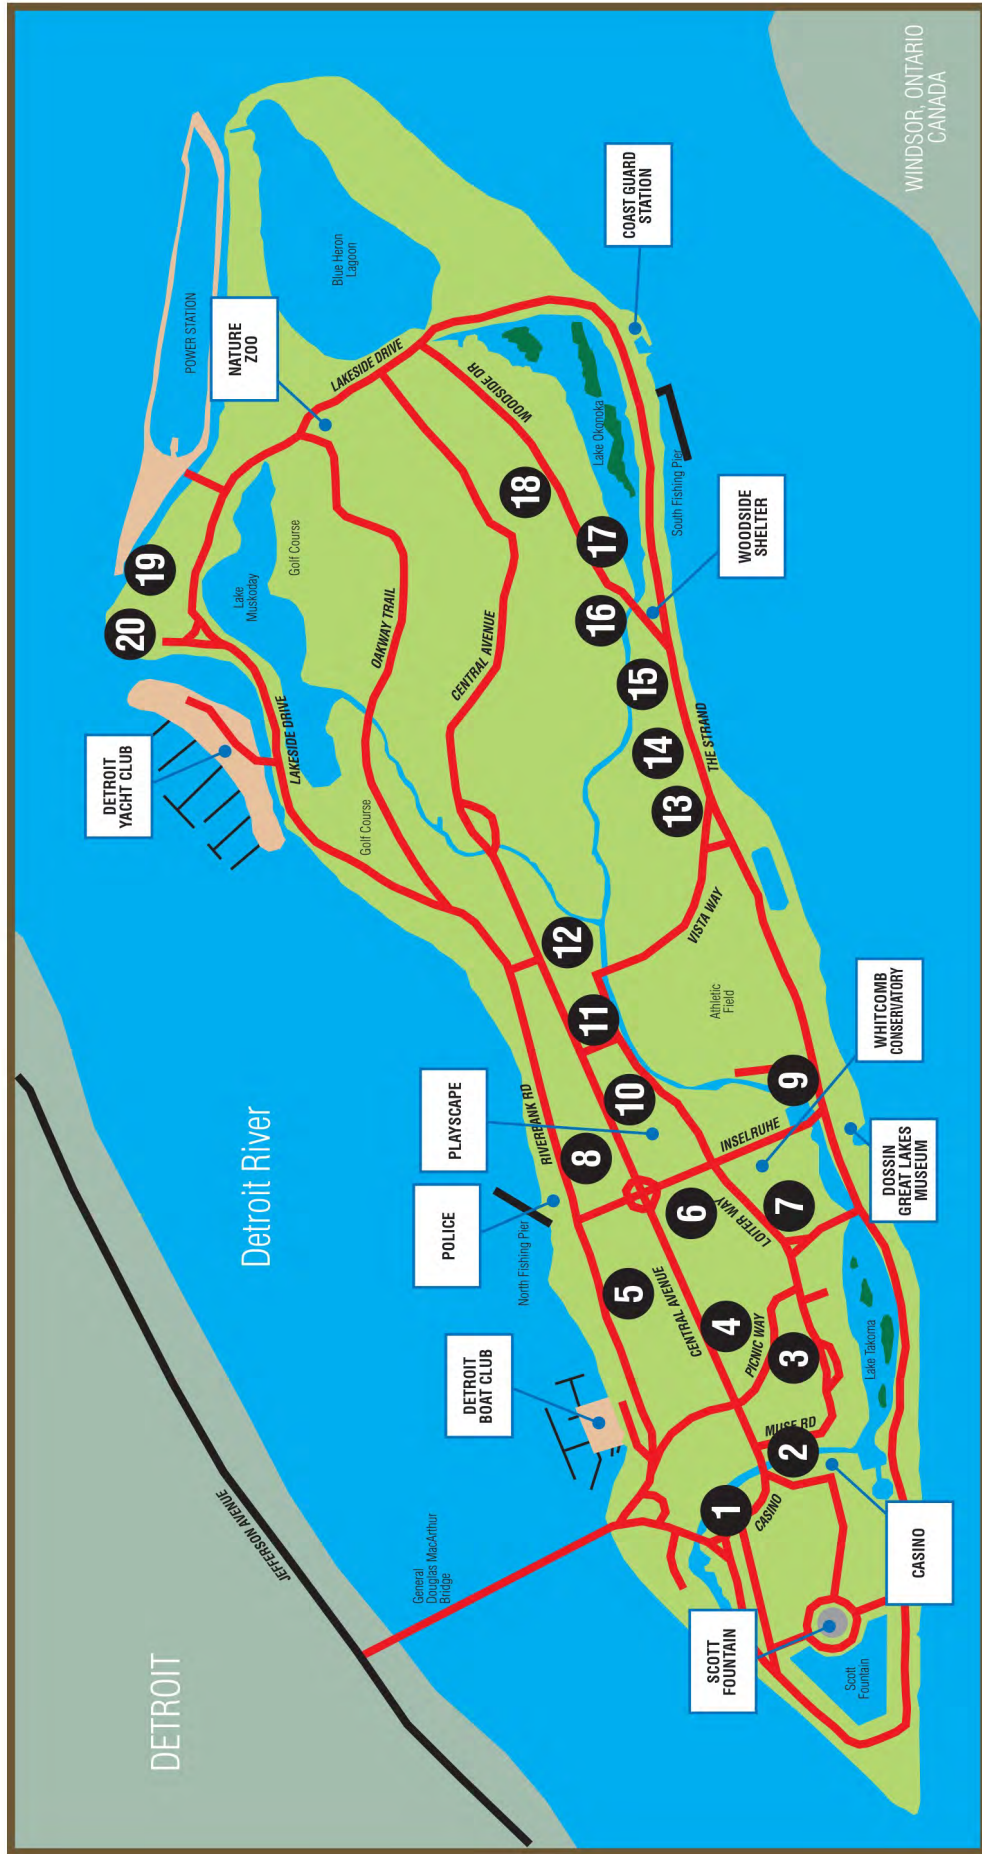 DETROIT
JEFFERSON AVENUE
Detroit River
WINDSOR, ONTARIO
CANADA
General
Douglas MacArthur
Bridge
DETROIT
BOAT CLUB
POLICE
North Fishing Pier
PLAYSCAPE
DETROIT
YACHT CLUB
POWER STATION
NATURE
ZOO
Blue Heron
Lagoon
COAST GUARD
STATION
Lake
Muskoday
Golf Course
Golf Course
LAKESIDE DRIVE
LAKESIDE DRIVE
OAKWAY TRAIL
CENTRAL AVENUE
WOODSIDE DR
Lake Okonoka
South Fishing Pier
WOODSIDE
SHELTER
THE STRAND
VISTA WAY
Athletic
Field
RIVERBANK RD
INSELRUHE
WHITCOMB
CONSERVATORY
DOSSIN
GREAT LAKES
MUSEUM
LOITER WAY
CENTRAL AVENUE
PICNIC WAY
MUSE RD
Lake Takoma
CASINO
CASINO
SCOTT
FOUNTAIN
Scott
Fountain
1
2
3
4
5
6
7
8
9
10
11
12
13
14
15
16
17
18
19
20